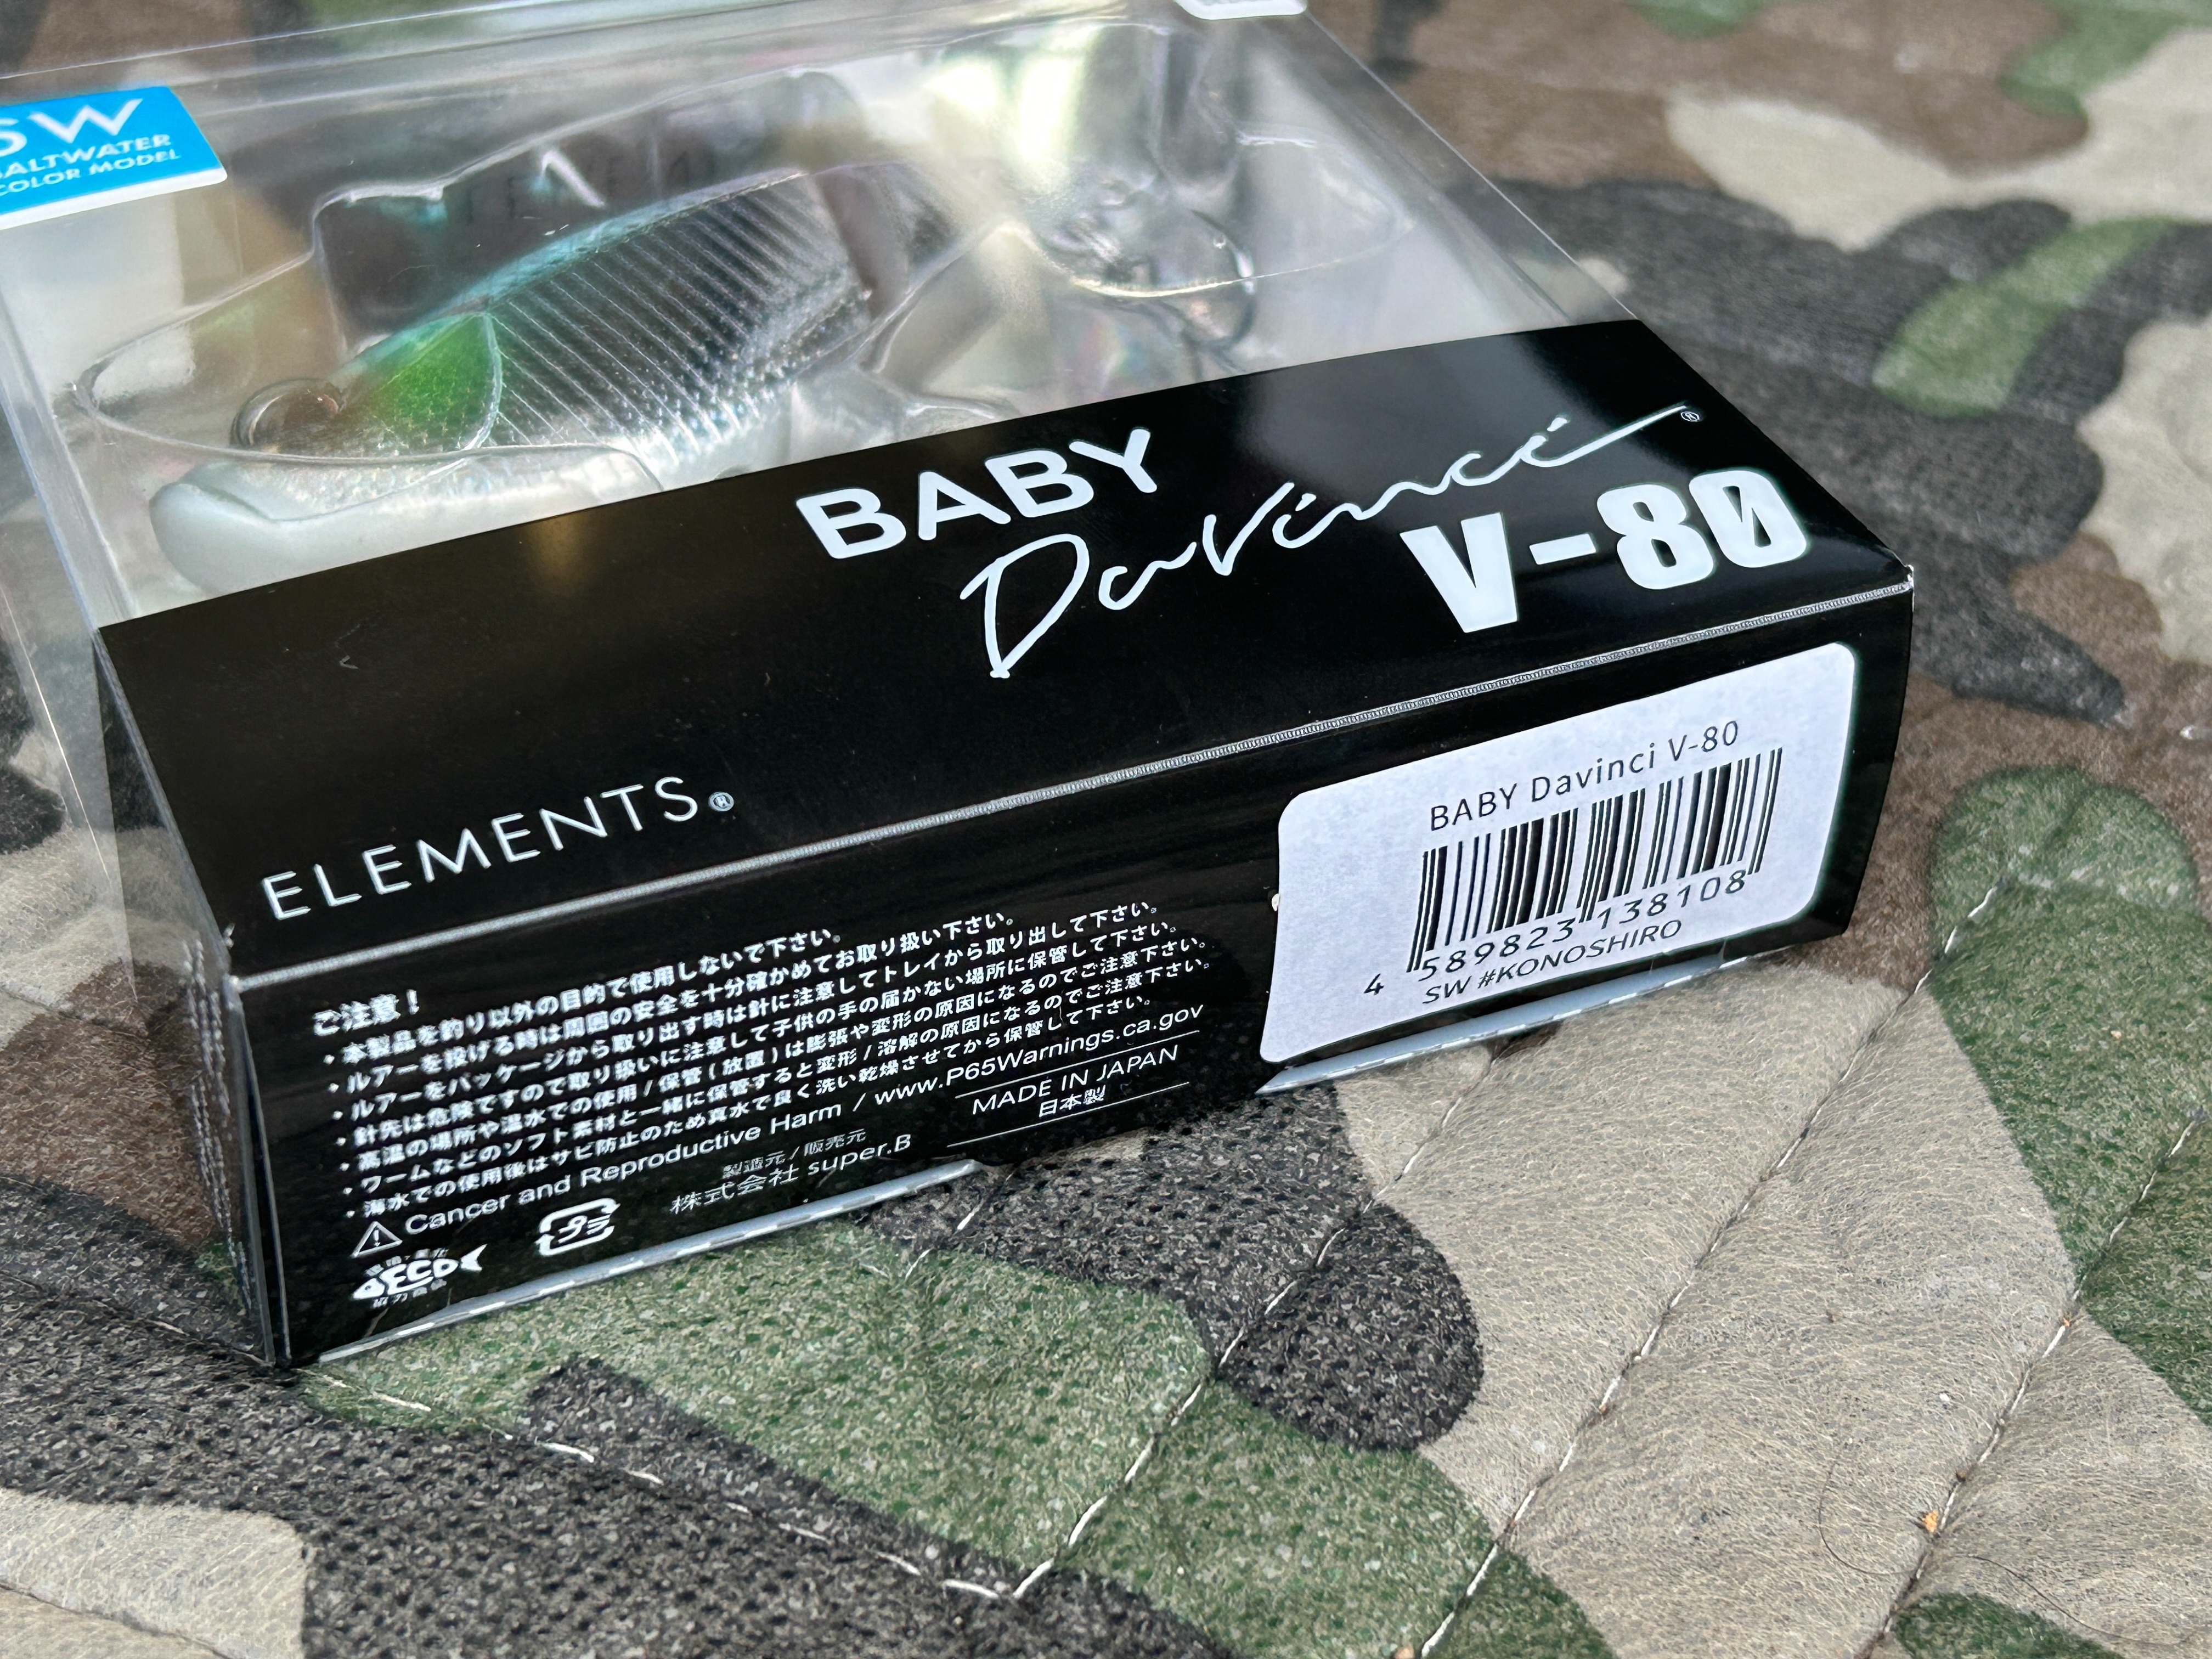 SW
SALTWATER
COLOR MODEL
BABY
Davinci®
V-80
ELEMENTS®
ご注意！
・本製品を釣り以外の目的で使用しないで下さい。
・ルアーを投げる時は周囲の安全を十分確かめてお取り扱い下さい。
・ルアーをパッケージから取り出す時は針に注意してトレイから取り出して下さい。
・針先は危険ですので取り扱いに注意して子供の手の届かない場所に保管して下さい。
・高温の場所や温水での使用/保管(放置)は膨張や変形の原因になるのでご注意下さい。
・ワームなどのソフト素材と一緒に保管すると変形/溶解の原因になるのでご注意下さい。
・海水での使用後はサビ防止のため真水で良く洗い乾燥させてから保管して下さい。
Cancer and Reproductive Harm / www.P65Warnings.ca.gov
ECO
プラ
製造元/販売元
株式会社 super.B
MADE IN JAPAN
日本製
BABY Davinci V-80
4 589823 138108
SW #KONOSHIRO